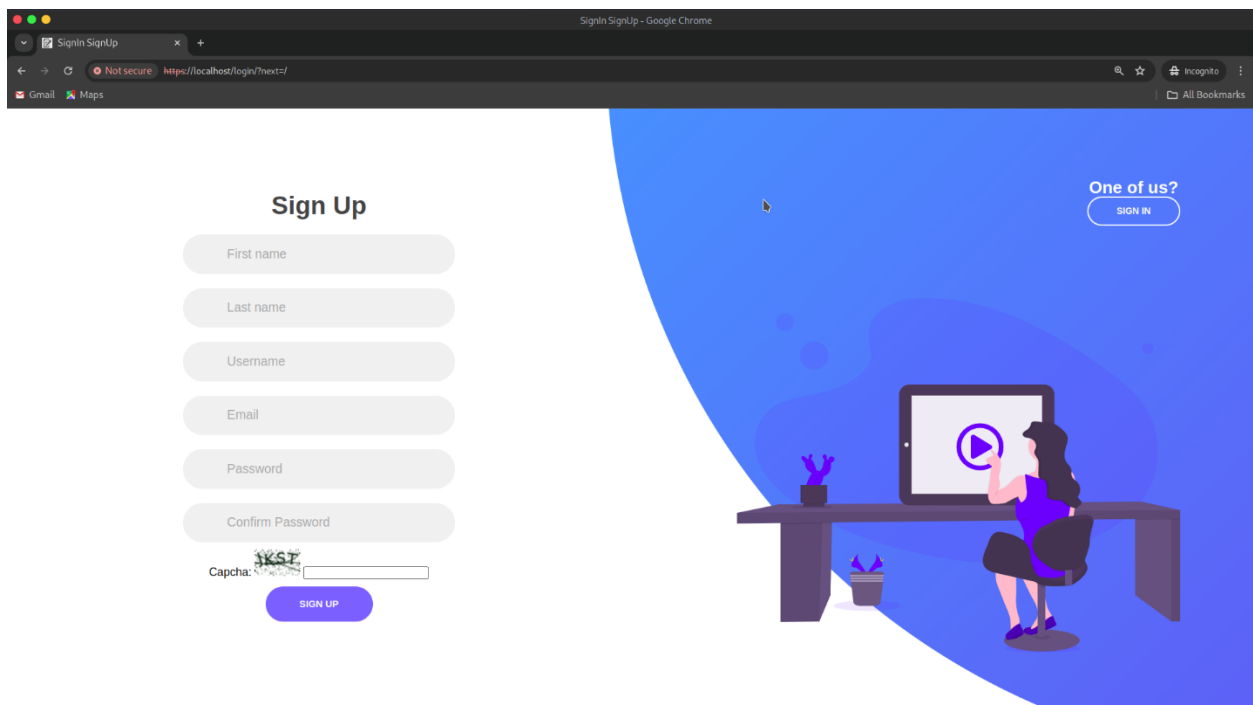 SignIn SignUp - Google Chrome
SignIn SignUp
Not secure https://localhost/login/?next=/
Incognito
Gmail Maps
All Bookmarks
Sign Up
First name
Last name
Username
Email
Password
Confirm Password
Capcha:
SIGN UP
One of us?
SIGN IN